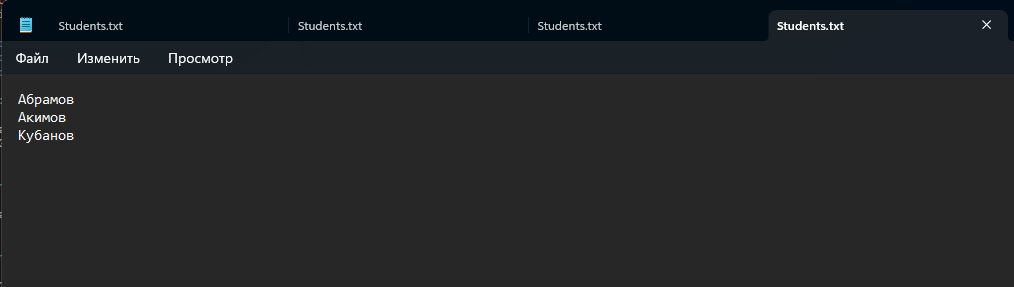 Students.txt Students.txt Students.txt Students.txt
Файл Изменить Просмотр
Абрамов
Акимов
Кубанов